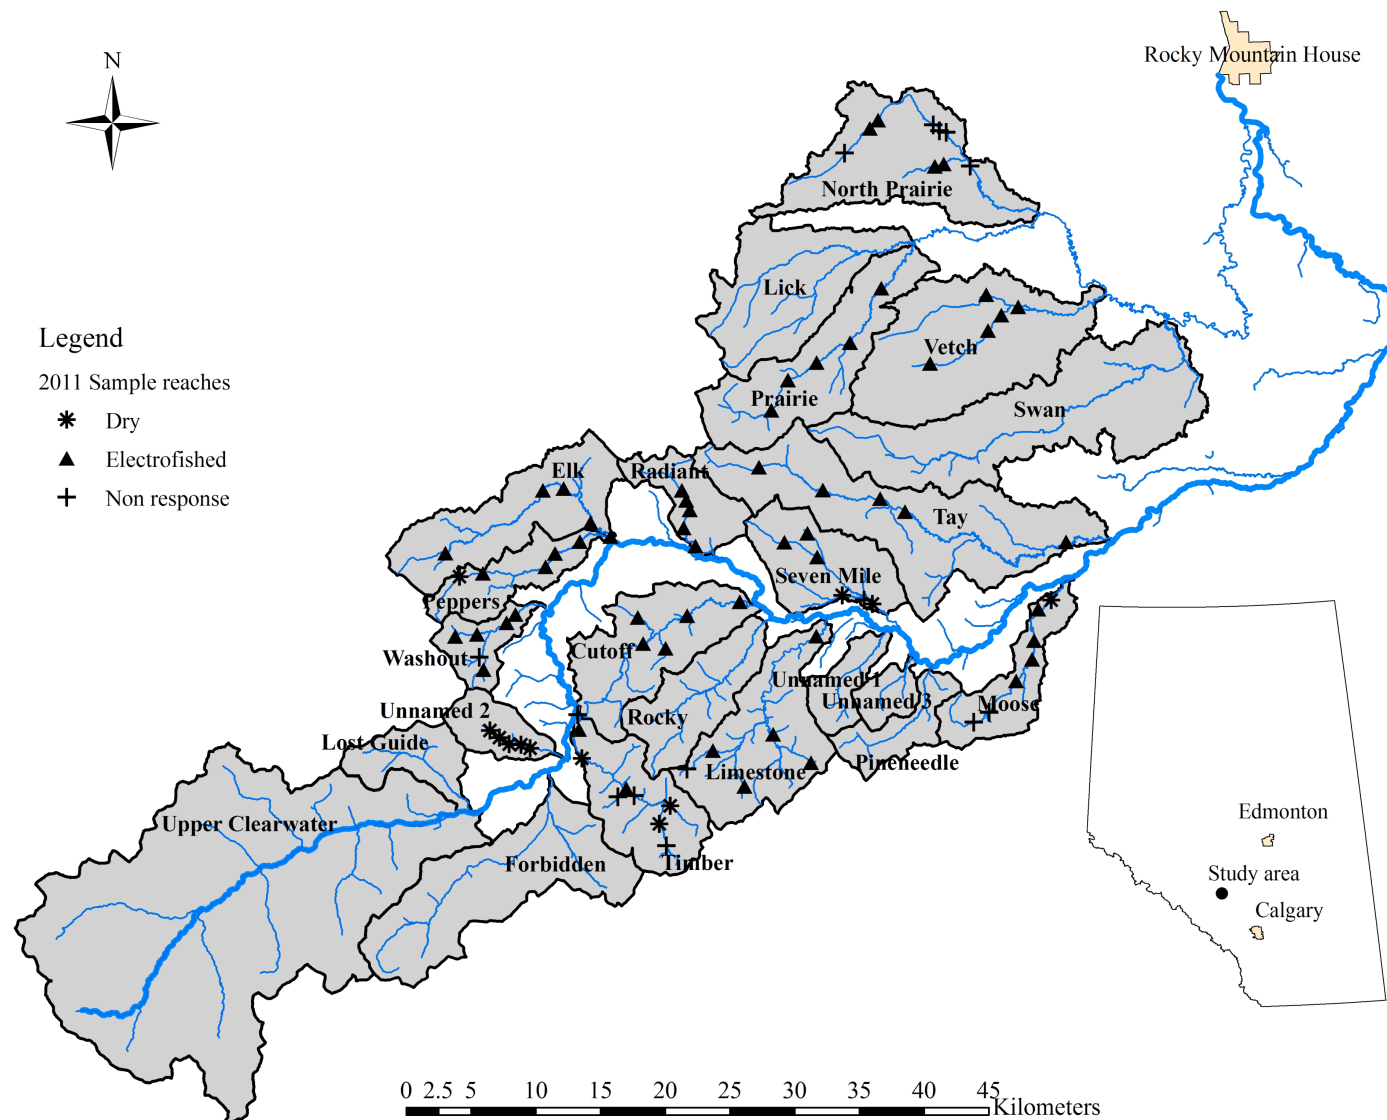 Rocky Mountain House
N
North Prairie
Lick
Legend
2011 Sample reaches
Dry
Electrofished
Non response
Vetch
Prairie
Swan
Elk
Radiant
Tay
Seven Mile
Peppers
Washout
Cutoff
Unnamed 1
Unnamed 3
Moose
Unnamed 2
Rocky
Lost Guide
Limestone
Pineneedle
Upper Clearwater
Forbidden
Timber
Edmonton
Study area
Calgary
0 2.5 5 10 15 20 25 30 35 40 45
Kilometers